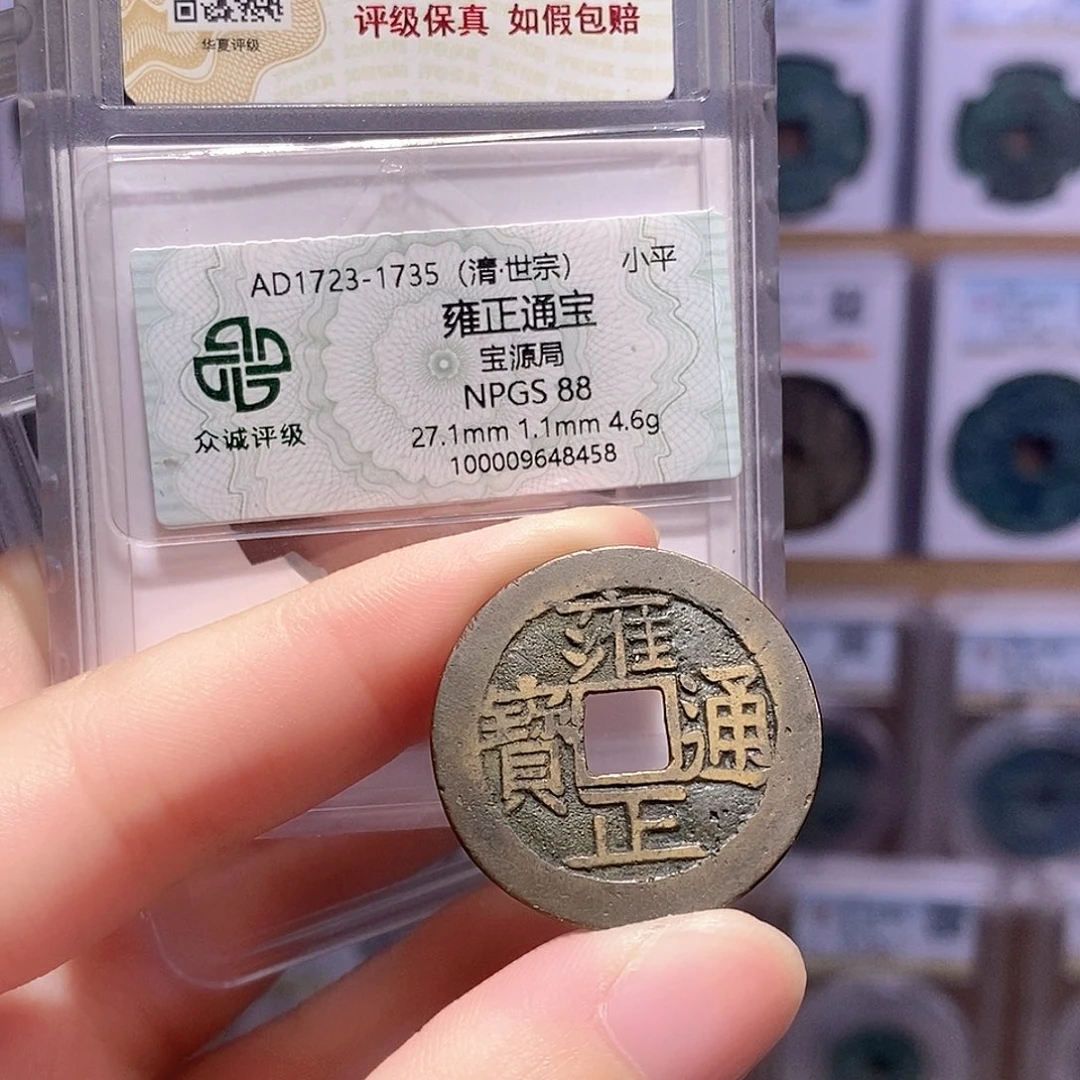 评级保真 如假包赔
华夏评级
AD1723-1735（清·世宗） 小平
雍正通宝
宝源局
NPGS 88
27.1mm 1.1mm 4.6g
100009648458
众诚评级
雍
正
通
寶